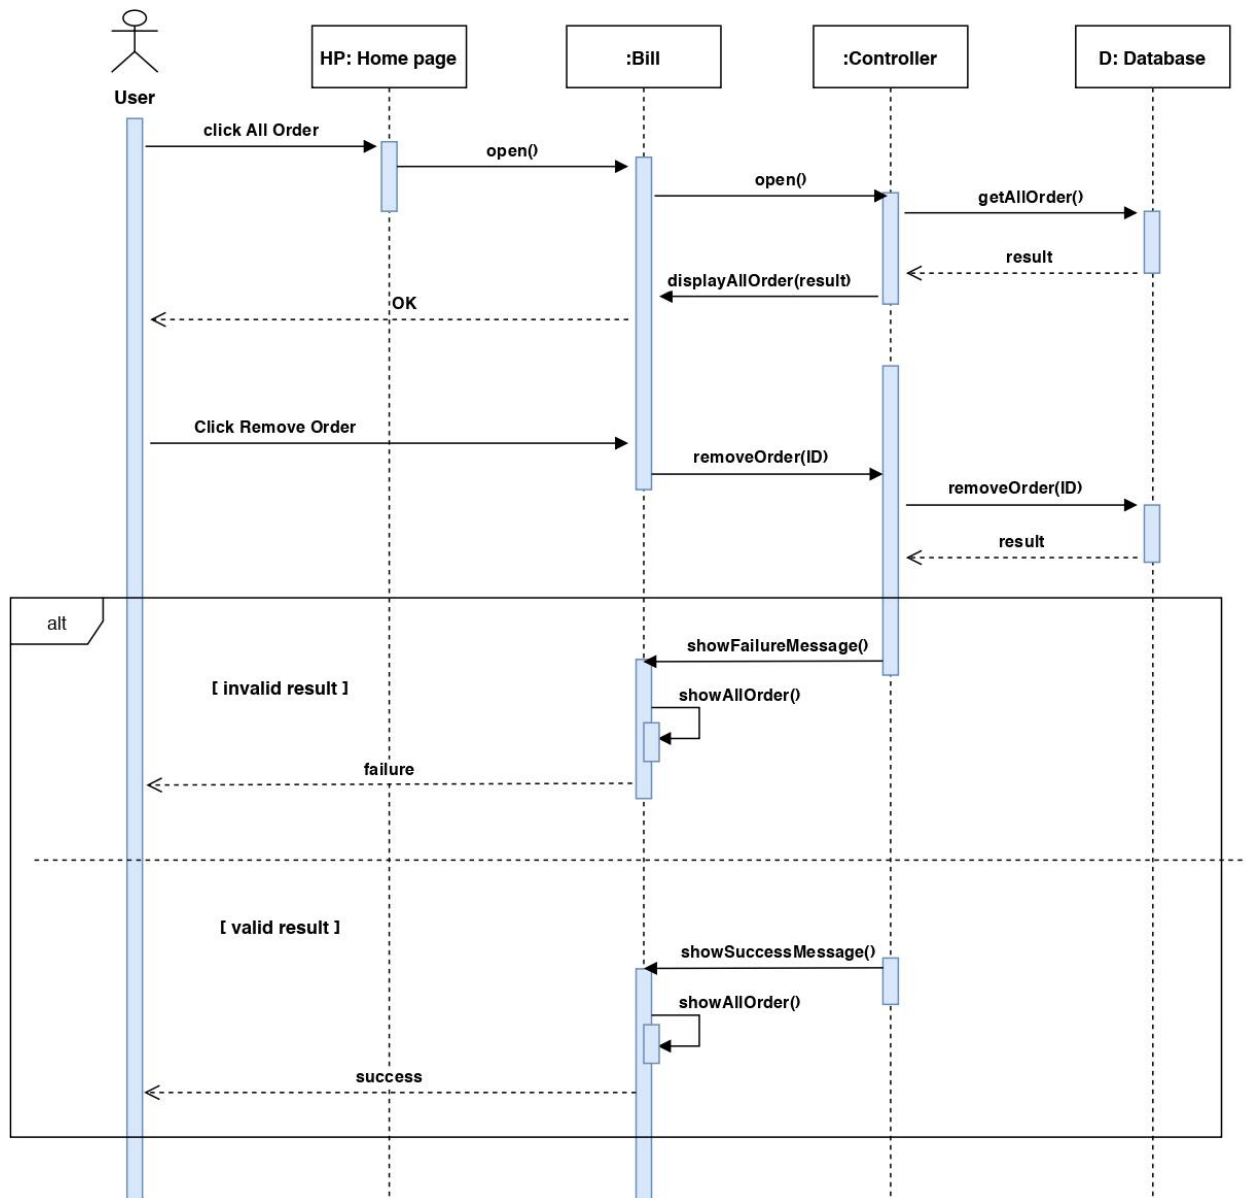 HP: Home page
:Bill
:Controller
D: Database
User
click All Order
open()
open()
getAllOrder()
result
displayAllOrder(result)
OK
Click Remove Order
removeOrder(ID)
removeOrder(ID)
result
alt
showFailureMessage()
[ invalid result ]
showAllOrder()
failure
[ valid result ]
showSuccessMessage()
showAllOrder()
success